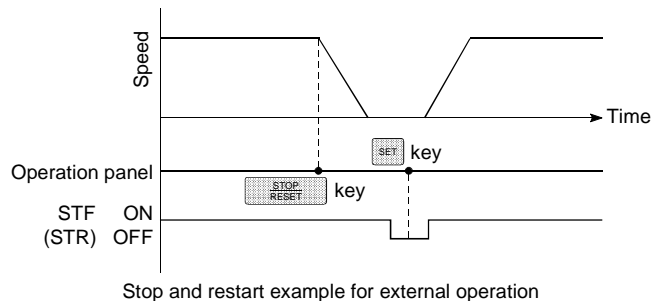 Speed
Time
SET key
Operation panel
STOP
RESET key
STF ON
(STR) OFF
Stop and restart example for external operation